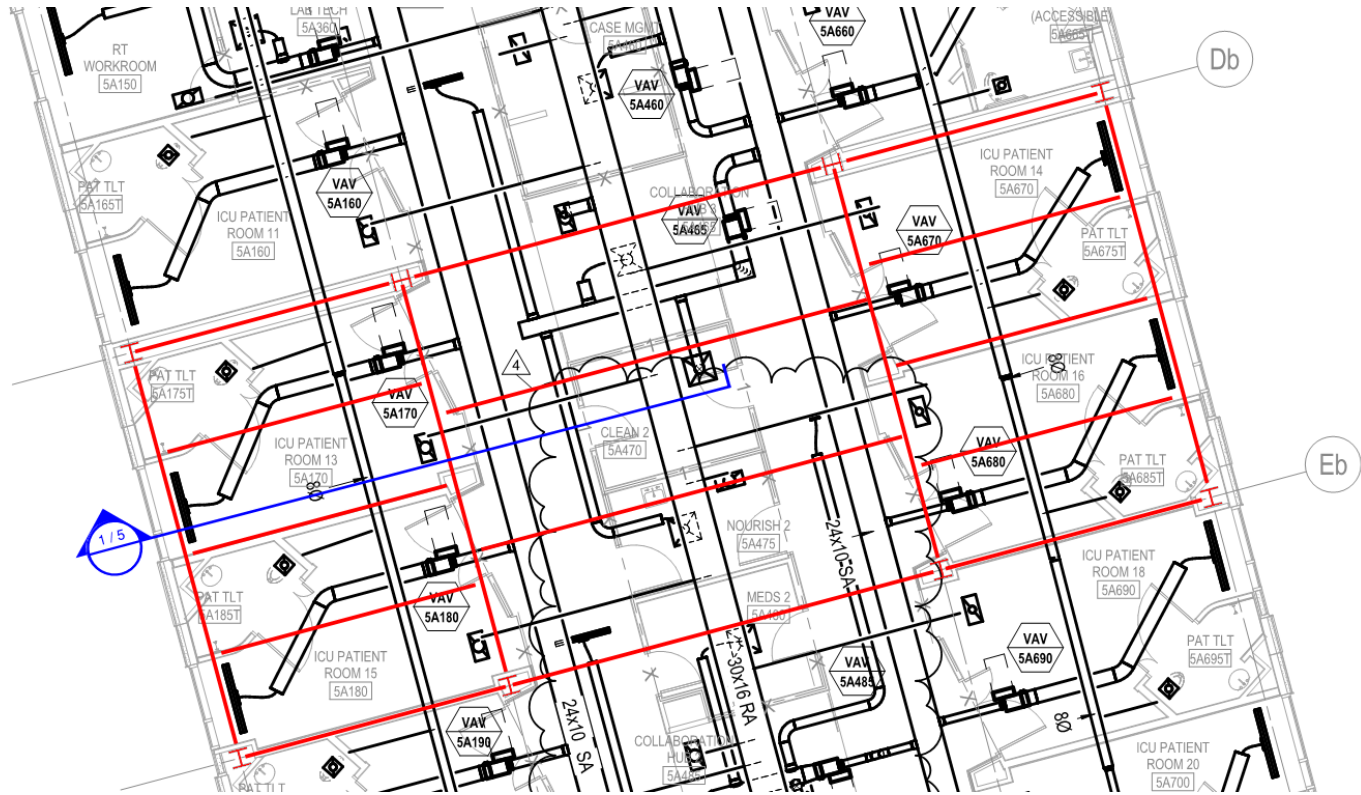 LAB TECH
5A360
RT
WORKROOM
5A150
CASE MGMT
VAV
5A460
VAV
5A660
(ACCESSIBLE)
5A665
Db
PAT TLT
5A165T
VAV
5A160
ICU PATIENT
ROOM 11
5A160
COLLABORATION
VAV
5A465
ICU PATIENT
ROOM 14
5A670
VAV
5A670
PAT TLT
5A675T
PAT TLT
5A175T
VAV
5A170
4
ICU PATIENT
ROOM 16
5A680
8Ø
ICU PATIENT
ROOM 13
5A170
8Ø
CLEAN 2
5A470
VAV
5A680
PAT TLT
5A685T
Eb
1 / 5
NOURISH 2
5A475
24x10 SA
PAT TLT
5A185T
VAV
5A180
MEDS 2
5A480
ICU PATIENT
ROOM 18
5A690
ICU PATIENT
ROOM 15
5A180
30x16 RA
VAV
5A485
VAV
5A690
PAT TLT
5A695T
VAV
5A190
24x10 SA
8Ø
COLLABORATION
5A485
ICU PATIENT
ROOM 20
5A700
PAT TLT